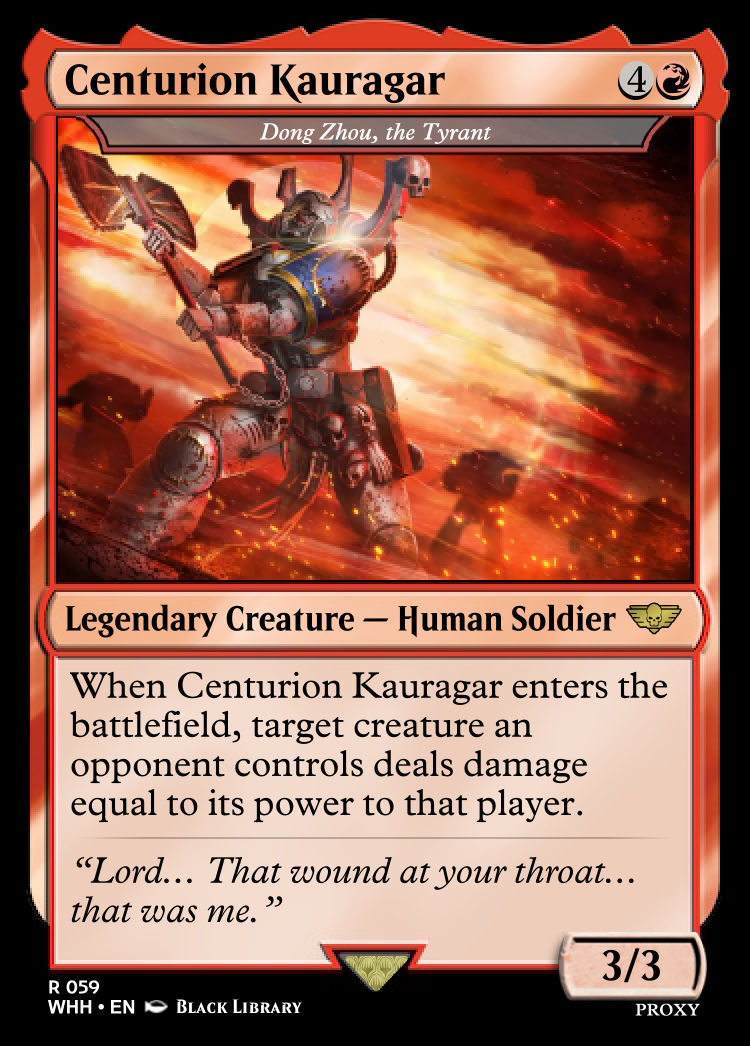 Centurion Kauragar
4
Dong Zhou, the Tyrant
Legendary Creature — Human Soldier
When Centurion Kauragar enters the
battlefield, target creature an
opponent controls deals damage
equal to its power to that player.
“Lord… That wound at your throat…
that was me.”
3/3
R 059
WHH • EN BLACK LIBRARY
PROXY